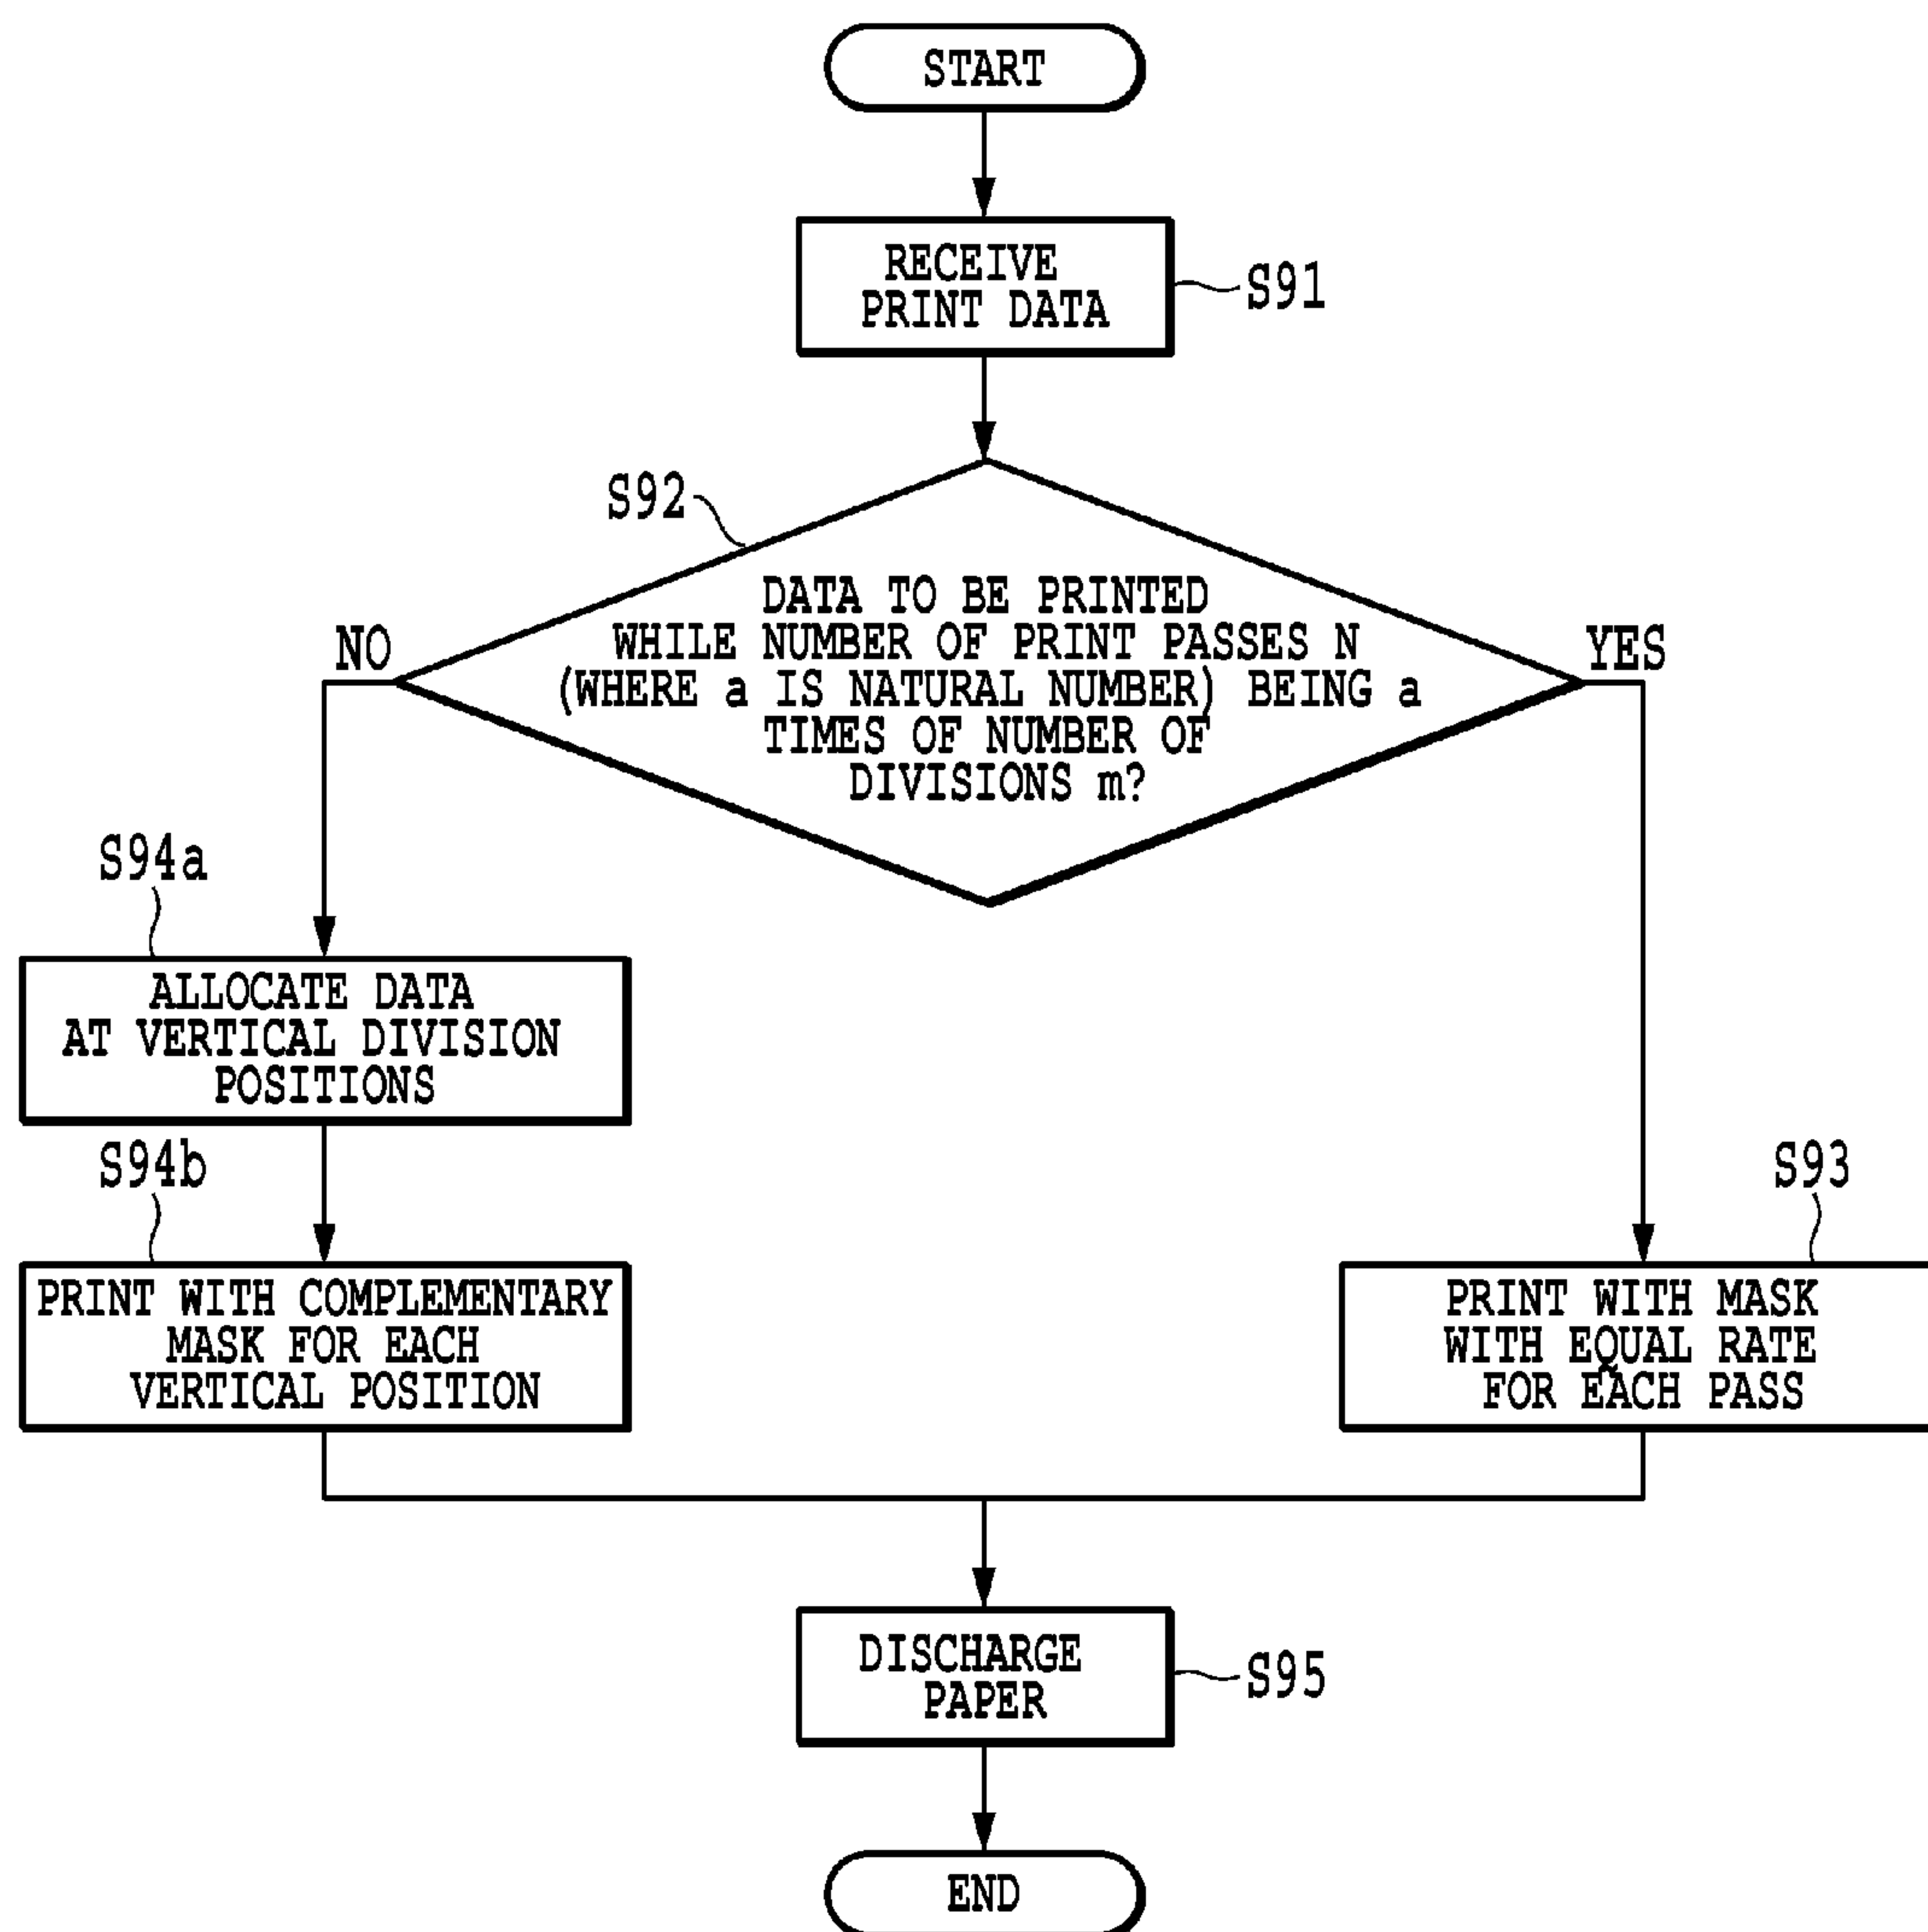 START
RECEIVE
PRINT DATA
S91
S92
DATA TO BE PRINTED
WHILE NUMBER OF PRINT PASSES N
(WHERE a IS NATURAL NUMBER) BEING a
TIMES OF NUMBER OF
DIVISIONS m?
NO
YES
S94a
ALLOCATE DATA
AT VERTICAL DIVISION
POSITIONS
S94b
PRINT WITH COMPLEMENTARY
MASK FOR EACH
VERTICAL POSITION
S93
PRINT WITH MASK
WITH EQUAL RATE
FOR EACH PASS
DISCHARGE
PAPER
S95
END